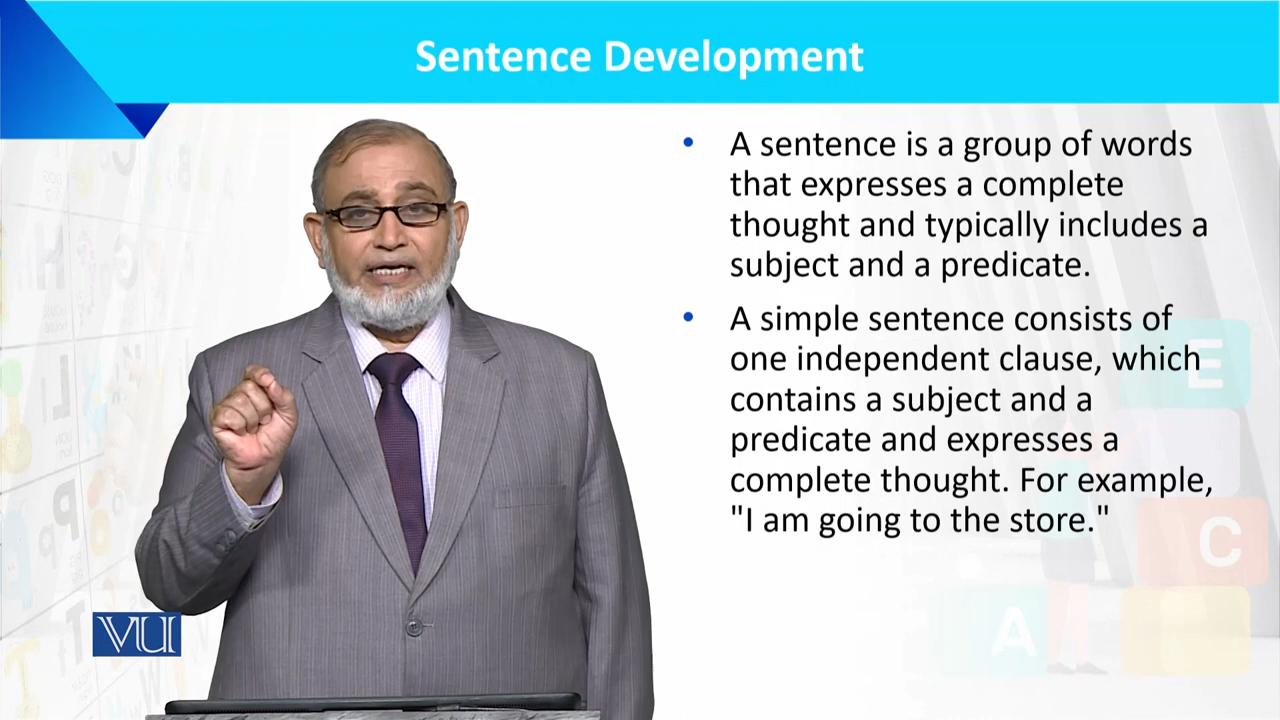 Sentence Development
• A sentence is a group of words
that expresses a complete
thought and typically includes a
subject and a predicate.
• A simple sentence consists of
one independent clause, which
contains a subject and a
predicate and expresses a
complete thought. For example,
"I am going to the store."
E
C
A
VU